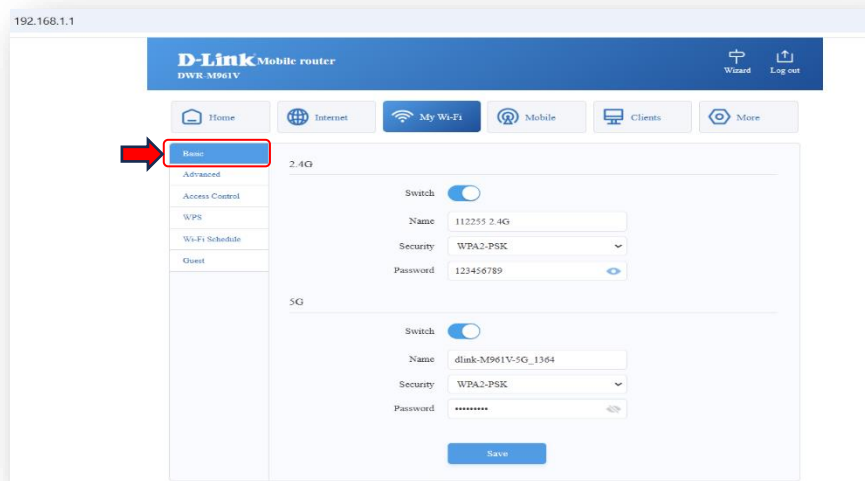 192.168.1.1
D-Link Mobile router
DWR-M961V
Wizard Log out
Home Internet My Wi-Fi Mobile Clients More
Basic
Advanced
Access Control
WPS
Wi-Fi Schedule
Guest
2.4G
Switch
Name 112255 2.4G
Security WPA2-PSK
Password 123456789
5G
Switch
Name dlink-M961V-5G_1364
Security WPA2-PSK
Password •••••••••
Save